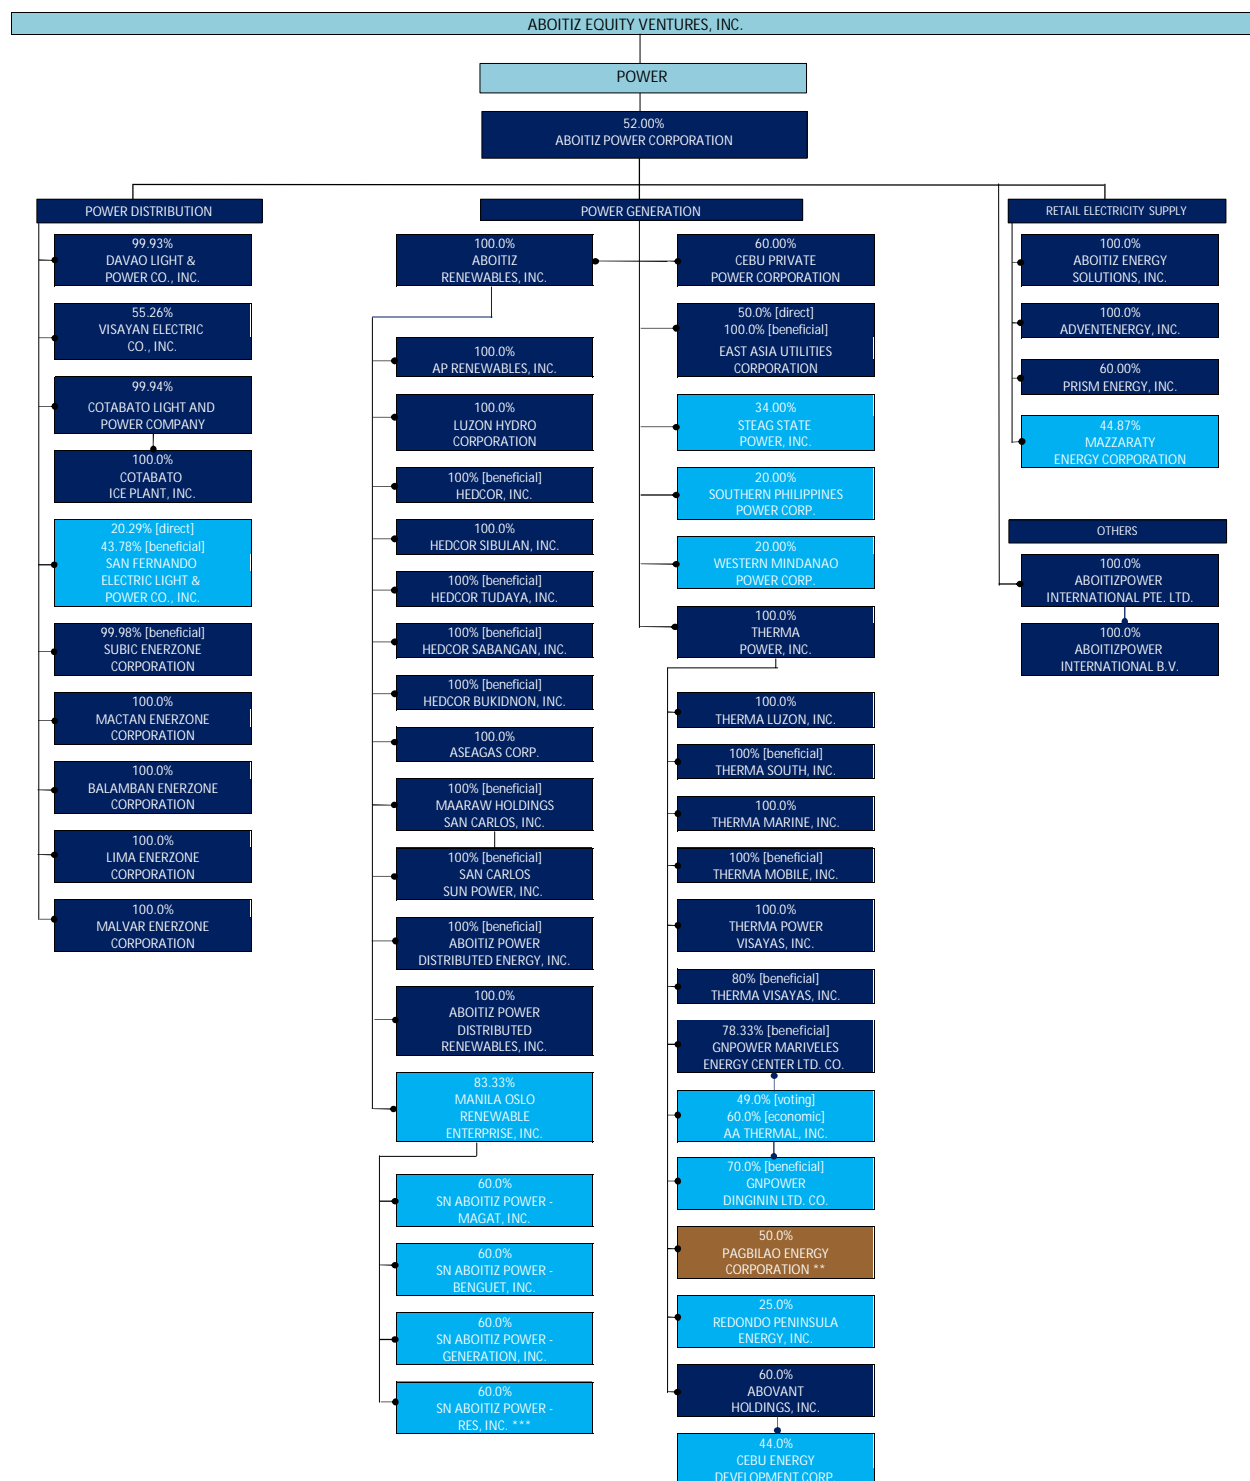 ABOITIZ EQUITY VENTURES, INC.
POWER
52.00%
ABOITIZ POWER CORPORATION
POWER DISTRIBUTION
99.93%
DAVAO LIGHT &
POWER CO., INC.
55.26%
VISAYAN ELECTRIC
CO., INC.
99.94%
COTABATO LIGHT AND
POWER COMPANY
100.0%
COTABATO
ICE PLANT, INC.
20.29% [direct]
43.78% [beneficial]
SAN FERNANDO
ELECTRIC LIGHT &
POWER CO., INC.
99.98% [beneficial]
SUBIC ENERZONE
CORPORATION
100.0%
MACTAN ENERZONE
CORPORATION
100.0%
BALAMBAN ENERZONE
CORPORATION
100.0%
LIMA ENERZONE
CORPORATION
100.0%
MALVAR ENERZONE
CORPORATION
POWER GENERATION
100.0%
ABOITIZ
RENEWABLES, INC.
100.0%
AP RENEWABLES, INC.
100.0%
LUZON HYDRO
CORPORATION
100% [beneficial]
HEDCOR, INC.
100.0%
HEDCOR SIBULAN, INC.
100% [beneficial]
HEDCOR TUDAYA, INC.
100% [beneficial]
HEDCOR SABANGAN, INC.
100% [beneficial]
HEDCOR BUKIDNON, INC.
100.0%
ASEAGAS CORP.
100% [beneficial]
MAARAW HOLDINGS
SAN CARLOS, INC.
100% [beneficial]
SAN CARLOS
SUN POWER, INC.
100% [beneficial]
ABOITIZ POWER
DISTRIBUTED ENERGY, INC.
100.0%
ABOITIZ POWER
DISTRIBUTED
RENEWABLES, INC.
83.33%
MANILA OSLO
RENEWABLE
ENTERPRISE, INC.
60.0%
SN ABOITIZ POWER -
MAGAT, INC.
60.0%
SN ABOITIZ POWER -
BENGUET, INC.
60.0%
SN ABOITIZ POWER -
GENERATION, INC.
60.0%
SN ABOITIZ POWER -
RES, INC. ***
60.00%
CEBU PRIVATE
POWER CORPORATION
50.0% [direct]
100.0% [beneficial]
EAST ASIA UTILITIES
CORPORATION
34.00%
STEAG STATE
POWER, INC.
20.00%
SOUTHERN PHILIPPINES
POWER CORP.
20.00%
WESTERN MINDANAO
POWER CORP.
100.0%
THERMA
POWER, INC.
100.0%
THERMA LUZON, INC.
100% [beneficial]
THERMA SOUTH, INC.
100.0%
THERMA MARINE, INC.
100% [beneficial]
THERMA MOBILE, INC.
100.0%
THERMA POWER
VISAYAS, INC.
80% [beneficial]
THERMA VISAYAS, INC.
78.33% [beneficial]
GNPOWER MARIVELES
ENERGY CENTER LTD. CO.
49.0% [voting]
60.0% [economic]
AA THERMAL, INC.
70.0% [beneficial]
GNPOWER
DINGININ LTD. CO.
50.0%
PAGBILAO ENERGY
CORPORATION **
25.0%
REDONDO PENINSULA
ENERGY, INC.
60.0%
ABOVANT
HOLDINGS, INC.
44.0%
CEBU ENERGY
DEVELOPMENT CORP.
RETAIL ELECTRICITY SUPPLY
100.0%
ABOITIZ ENERGY
SOLUTIONS, INC.
100.0%
ADVENTENERGY, INC.
60.00%
PRISM ENERGY, INC.
44.87%
MAZZARATY
ENERGY CORPORATION
OTHERS
100.0%
ABOITIZPOWER
INTERNATIONAL PTE. LTD.
100.0%
ABOITIZPOWER
INTERNATIONAL B.V.